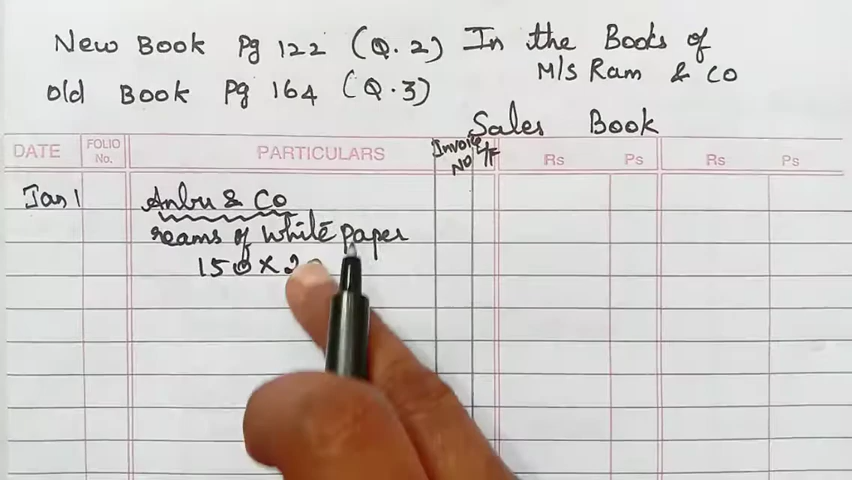 New Book Pg 122 (Q.2) In the Books of
M/S Ram & CO
Old Book Pg 164 (Q.3)
Sales Book
DATE FOLIO No. PARTICULARS Invoice No L/F Rs Ps Rs Ps
Jan 1 Anbu & Co
reams of white paper
150 X